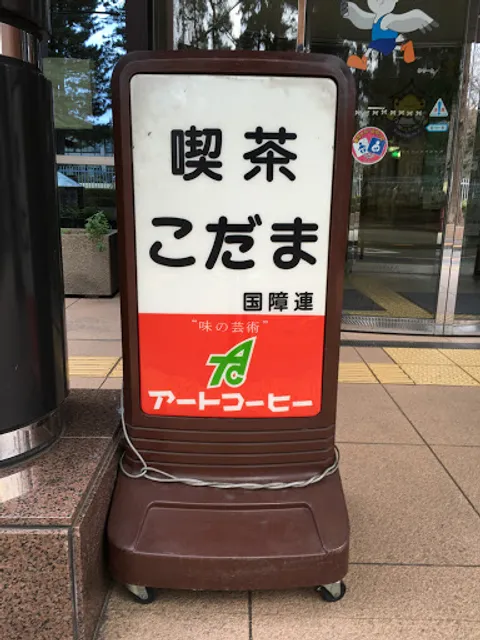 喫茶
こだま
国障連
"味の芸術"
アートコーヒー